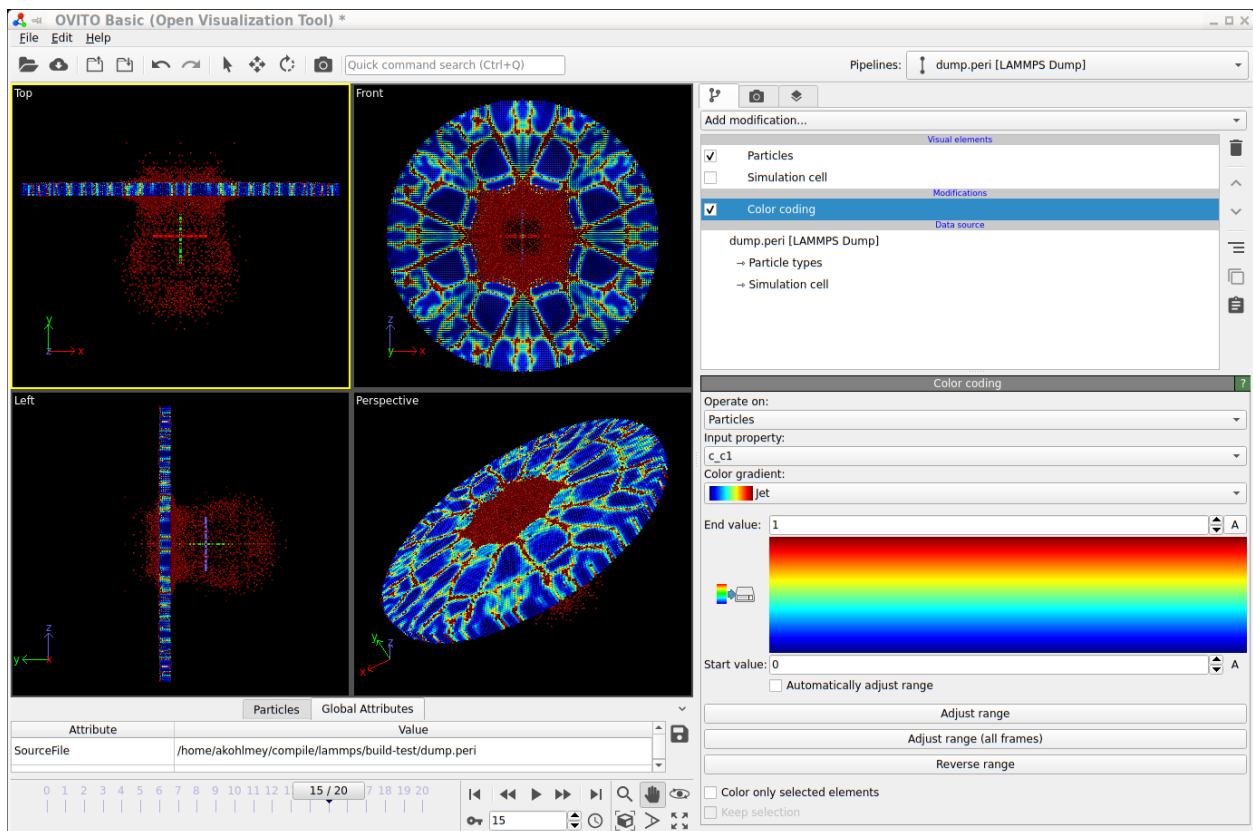 OVITO Basic (Open Visualization Tool) *
File Edit Help
Quick command search (Ctrl+Q)
Pipelines: dump.peri [LAMMPS Dump]
Top
y
z x
Front
z
y x
Left
z
y x
Perspective
y z
x
Add modification...
Visual elements
Particles
Simulation cell
Modifications
Color coding
Data source
dump.peri [LAMMPS Dump]
→ Particle types
→ Simulation cell
Color coding ?
Operate on:
Particles
Input property:
c_c1
Color gradient:
Jet
End value: 1 A
Start value: 0 A
Automatically adjust range
Adjust range
Adjust range (all frames)
Reverse range
Color only selected elements
Keep selection
Particles Global Attributes
Attribute Value
SourceFile /home/akohlmey/compile/lammps/build-test/dump.peri
0 1 2 3 4 5 6 7 8 9 10 11 12 15 / 20 7 18 19 20
15